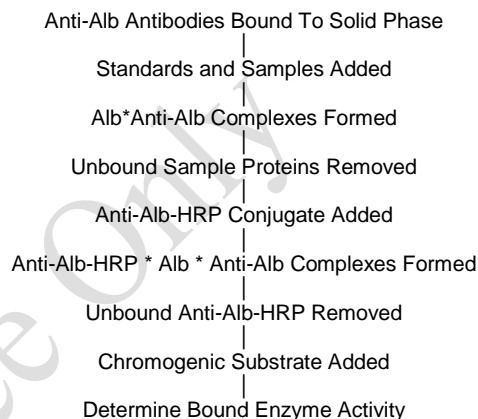 Anti-Alb Antibodies Bound To Solid Phase
Standards and Samples Added
Alb*Anti-Alb Complexes Formed
Unbound Sample Proteins Removed
Anti-Alb-HRP Conjugate Added
Anti-Alb-HRP * Alb * Anti-Alb Complexes Formed
Unbound Anti-Alb-HRP Removed
Chromogenic Substrate Added
Determine Bound Enzyme Activity
e Only